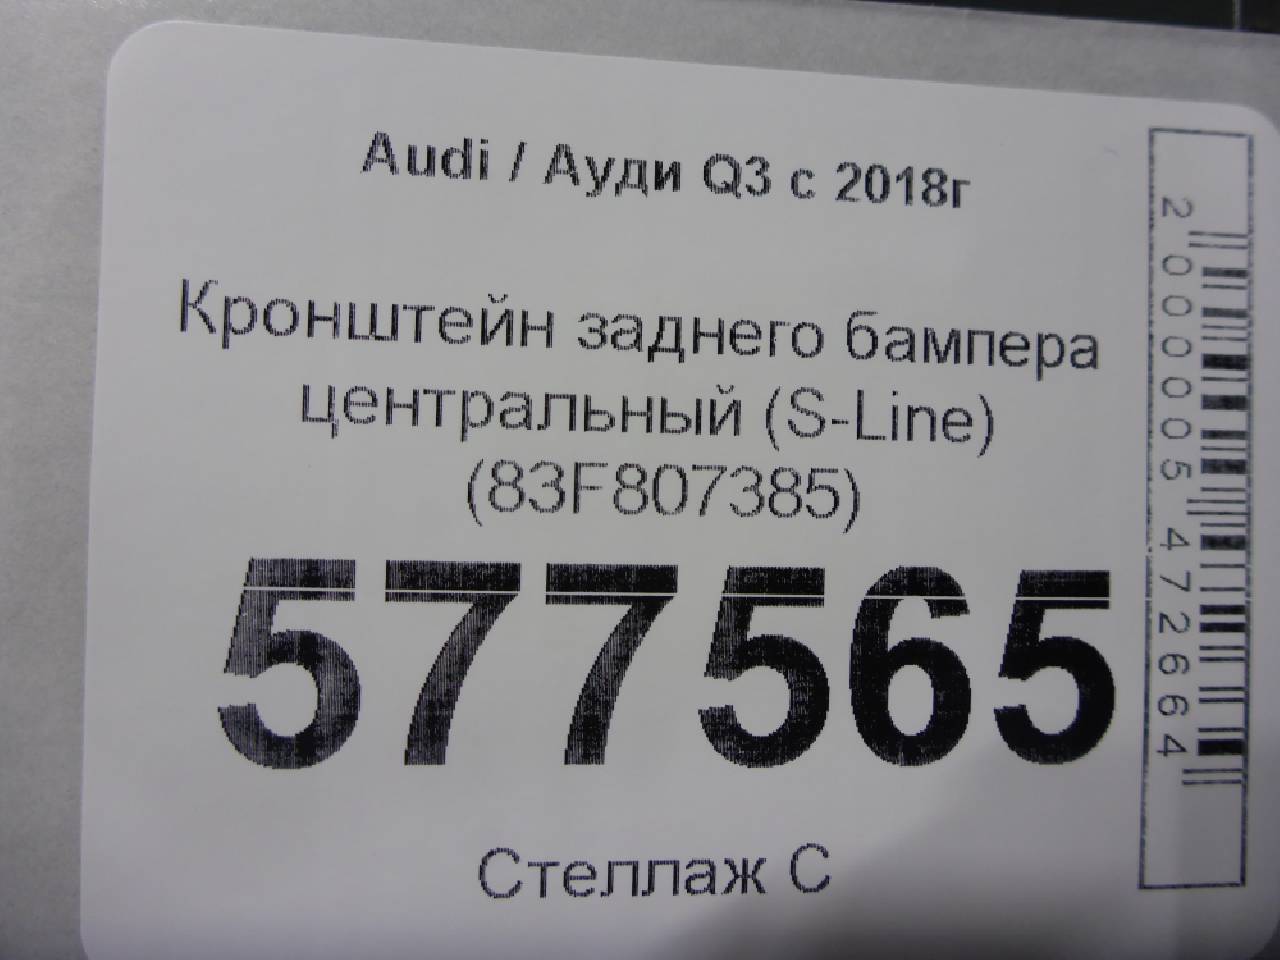 Audi / Ауди Q3 с 2018г
Кронштейн заднего бампера
центральный (S-Line)
(83F807385)
577565
Стеллаж С
2000005472664